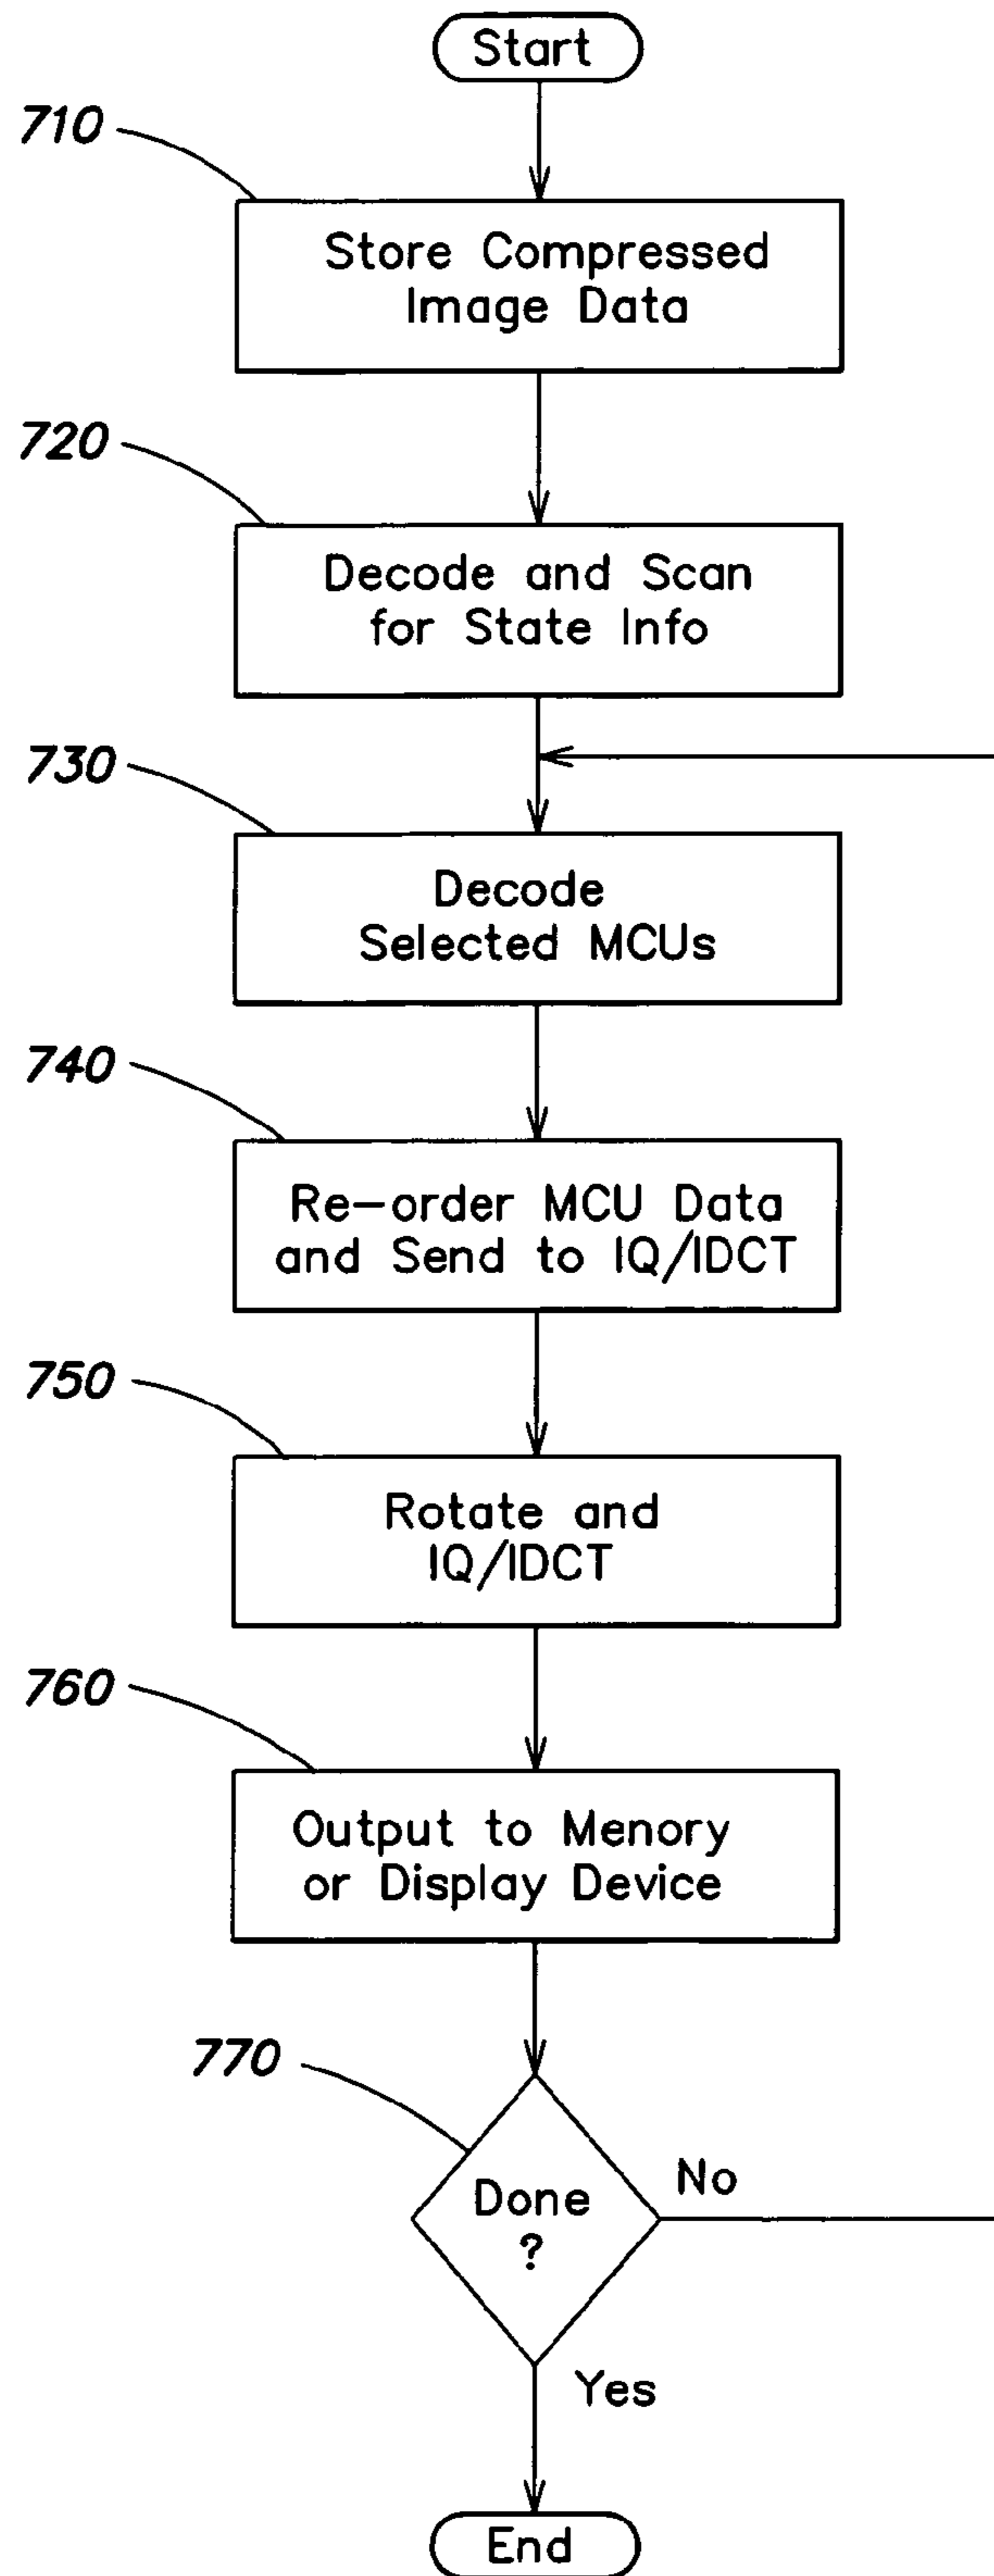 Start
710
Store Compressed
Image Data
720
Decode and Scan
for State Info
730
Decode
Selected MCUs
740
Re-order MCU Data
and Send to IQ/IDCT
750
Rotate and
IQ/IDCT
760
Output to Menory
or Display Device
770
Done
?
No
Yes
End